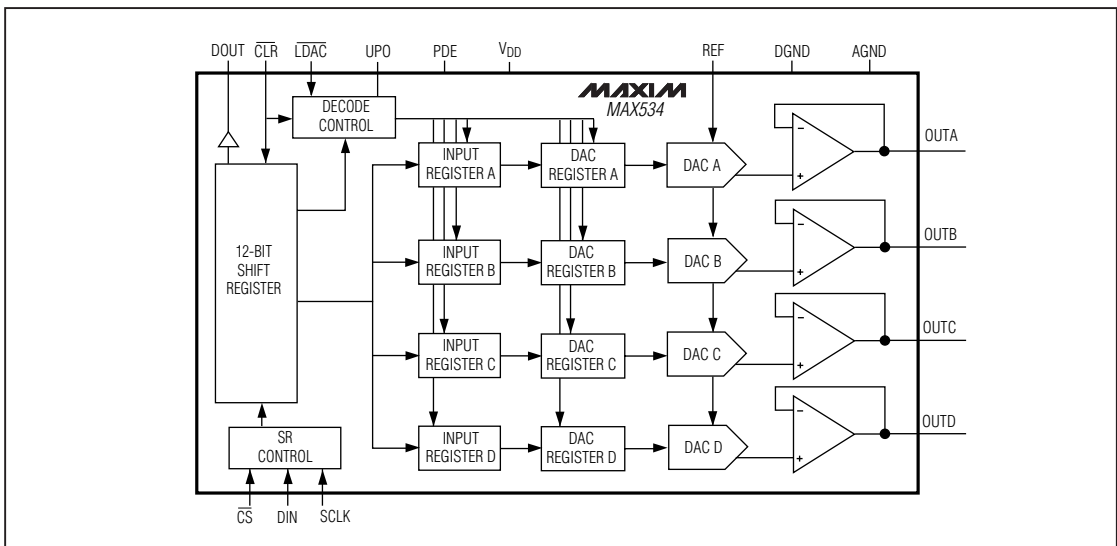 DOUT CLR LDAC UPO PDE VDD REF DGND AGND
MAXIM
MAX534
DECODE
CONTROL
INPUT
REGISTER A
DAC
REGISTER A
DAC A
-
+
OUTA
12-BIT
SHIFT
REGISTER
INPUT
REGISTER B
DAC
REGISTER B
DAC B
-
+
OUTB
INPUT
REGISTER C
DAC
REGISTER C
DAC C
-
+
OUTC
SR
CONTROL
INPUT
REGISTER D
DAC
REGISTER D
DAC D
-
+
OUTD
CS DIN SCLK